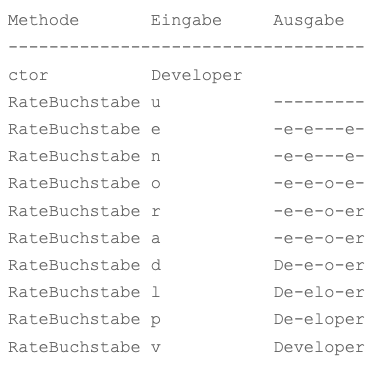 Methode Eingabe Ausgabe
-----------------------------------
ctor Developer
RateBuchstabe u ---------
RateBuchstabe e -e-e---e-
RateBuchstabe n -e-e---e-
RateBuchstabe o -e-e-o-e-
RateBuchstabe r -e-e-o-er
RateBuchstabe a -e-e-o-er
RateBuchstabe d De-e-o-er
RateBuchstabe l De-elo-er
RateBuchstabe p De-eloper
RateBuchstabe v Developer